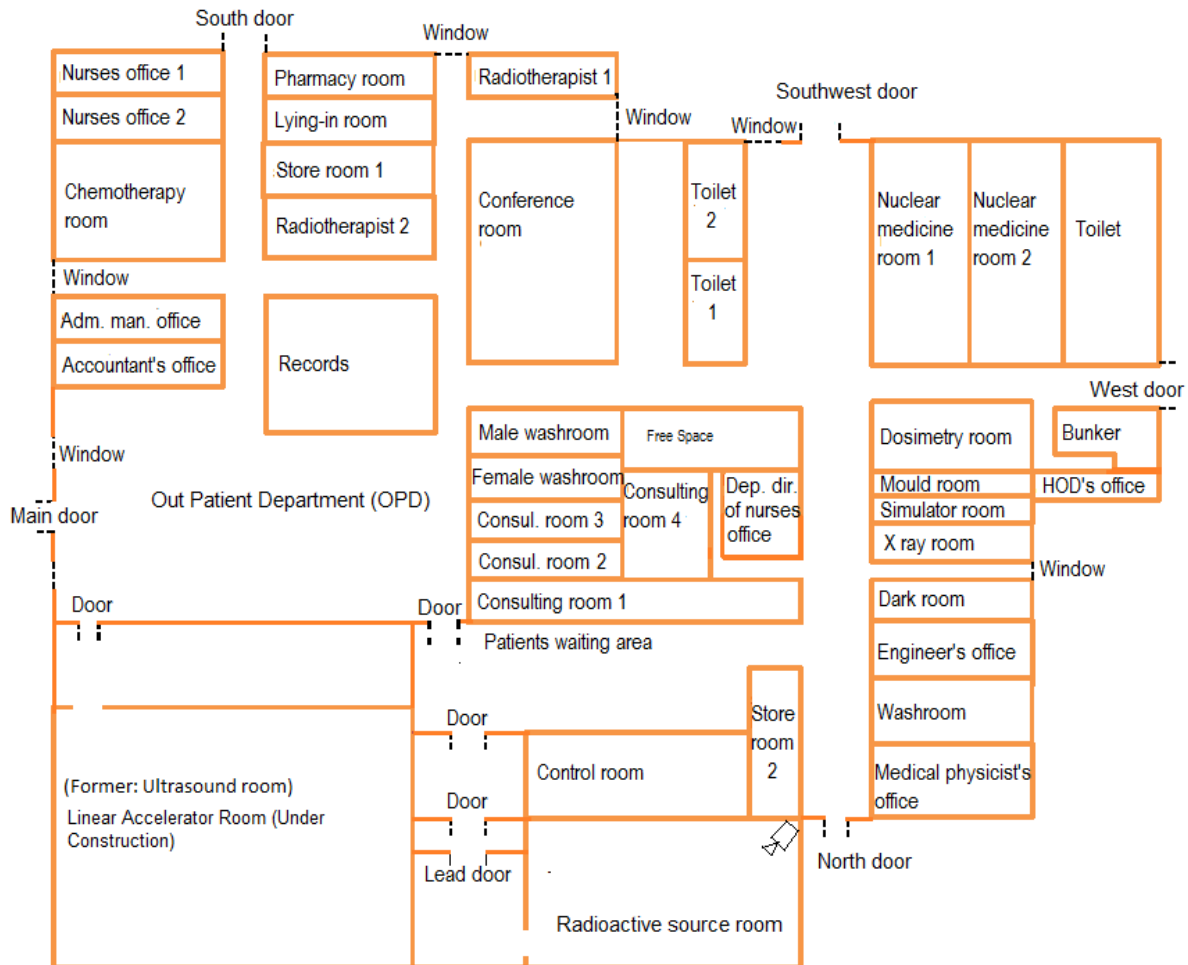 South door
Window
Nurses office 1
Pharmacy room
Radiotherapist 1
Southwest door
Nurses office 2
Lying-in room
Window
Window
Store room 1
Chemotherapy
room
Radiotherapist 2
Conference
room
Toilet
2
Nuclear
medicine
room 1
Nuclear
medicine
room 2
Toilet
Window
Toilet
1
Adm. man. office
Accountant's office
Records
West door
Window
Male washroom
Free Space
Dosimetry room
Bunker
Female washroom
Consulting
room 4
Dep. dir.
of nurses
office
Mould room
HOD's office
Out Patient Department (OPD)
Main door
Consul. room 3
Simulator room
X ray room
Consul. room 2
Window
Door
Door
Consulting room 1
Dark room
Patients waiting area
Engineer's office
Door
Store
room
2
Washroom
Control room
Medical physicist's
office
(Former: Ultrasound room)
Linear Accelerator Room (Under
Construction)
Door
Lead door
North door
Radioactive source room